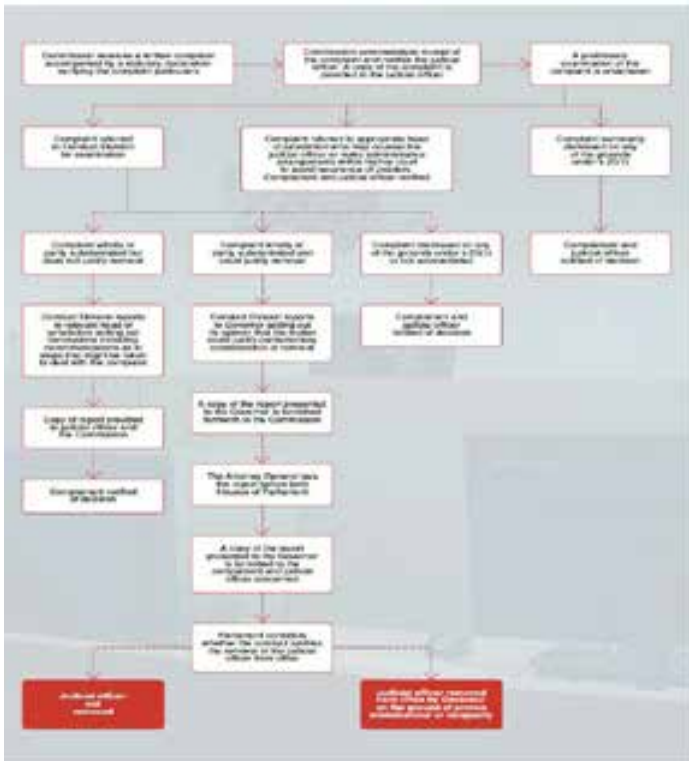 Commission receives a written complaint
accompanied by a statutory declaration
verifying the complaint particulars
Commission acknowledges receipt of
the complaint and notifies the judicial
officer. A copy of the complaint is
provided to the judicial officer
A preliminary
examination of the
complaint is undertaken
Complaint referred
to Conduct Division
for examination
Complaint referred to appropriate head
of jurisdiction who may counsel the
judicial officer or make administrative
arrangements within his/her court
to avoid recurrence of problem.
Complainant and judicial officer notified
Complaint summarily
dismissed on any
of the grounds
under s 20(1)
Complaint wholly or
partly substantiated but
does not justify removal
Complaint wholly or
partly substantiated and
could justify removal
Complaint dismissed on any
of the grounds under s 20(1)
or not substantiated
Complainant and
judicial officer
notified of decision
Conduct Division reports
to relevant head of
jurisdiction setting out
conclusions including
recommendations as to
steps that might be taken
to deal with the complaint
Conduct Division reports
to Governor setting out
its opinion that the matter
could justify parliamentary
consideration of removal
Complainant and
judicial officer
notified of decision
Copy of report
to judicial officer and
the Commission
A copy of the report presented
to the Governor is furnished
to the Commission
Complainant notified
of decision
The Attorney General lays
the report before both
Houses of Parliament
A copy of the report
presented to the Governor
is furnished to the
complainant and judicial
officer concerned
Parliament considers
whether the conduct justifies
the removal of the judicial
officer from office
Judicial officer
not
removed
Judicial officer removed
from office by Governor
on the ground of proved
misbehaviour or incapacity